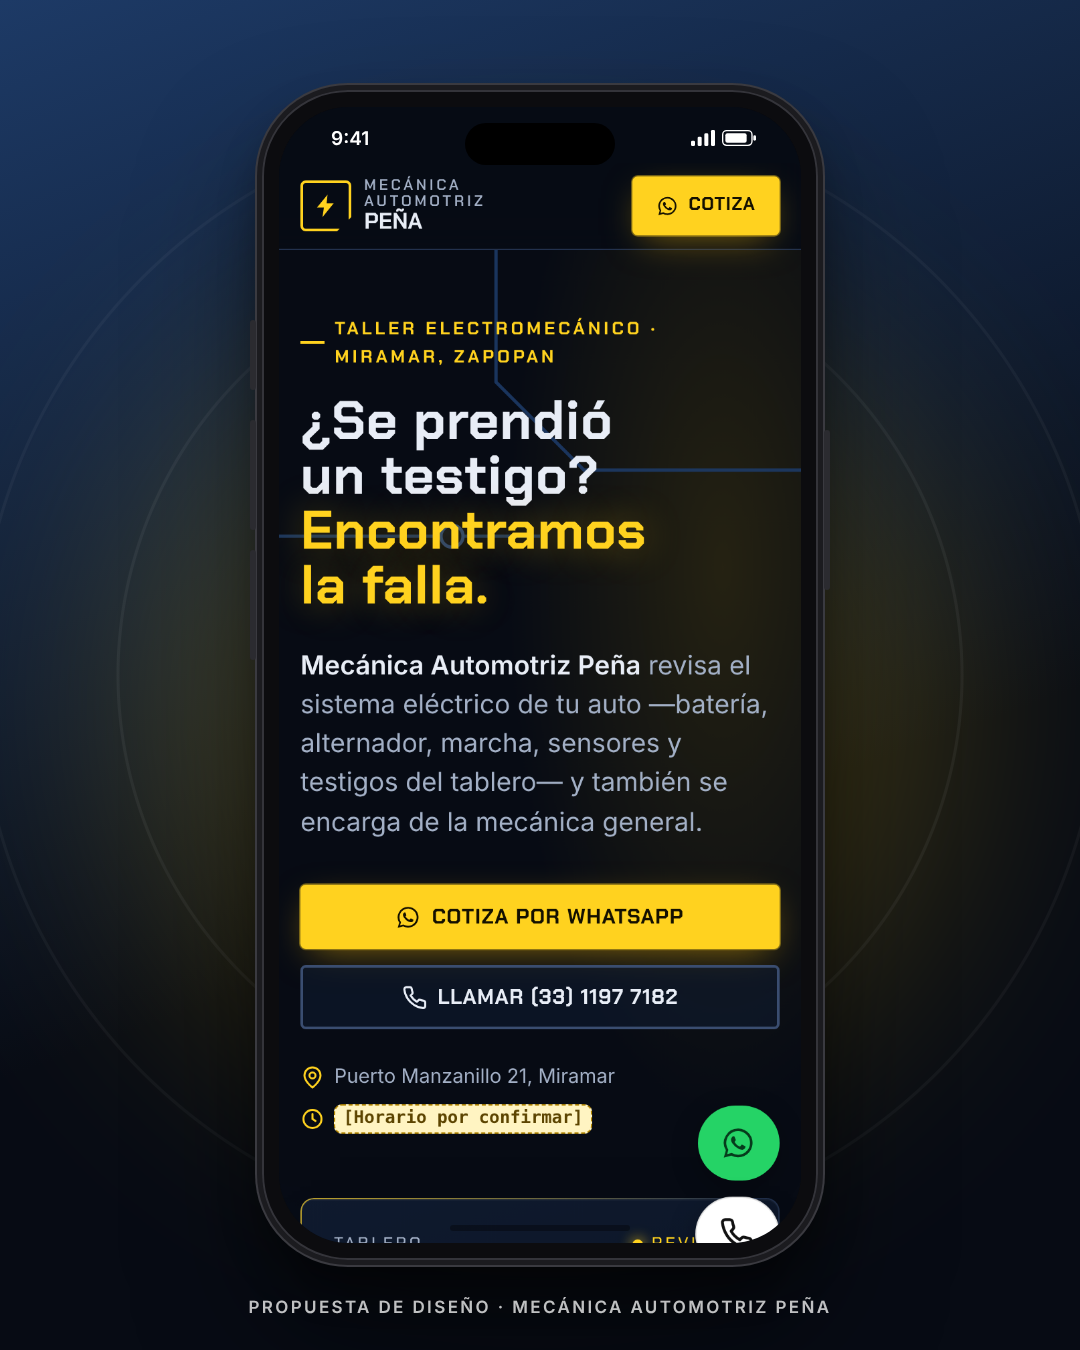 9:41
MECÁNICA
AUTOMOTRIZ
PEÑA
COTIZA
TALLER ELECTROMECÁNICO ·
MIRAMAR, ZAPOPAN
¿Se prendió
un testigo?
Encontramos
la falla.
Mecánica Automotriz Peña revisa el
sistema eléctrico de tu auto —batería,
alternador, marcha, sensores y
testigos del tablero— y también se
encarga de la mecánica general.
COTIZA POR WHATSAPP
LLAMAR (33) 1197 7182
Puerto Manzanillo 21, Miramar
[Horario por confirmar]
TABLERO
PROPUESTA DE DISEÑO · MECÁNICA AUTOMOTRIZ PEÑA